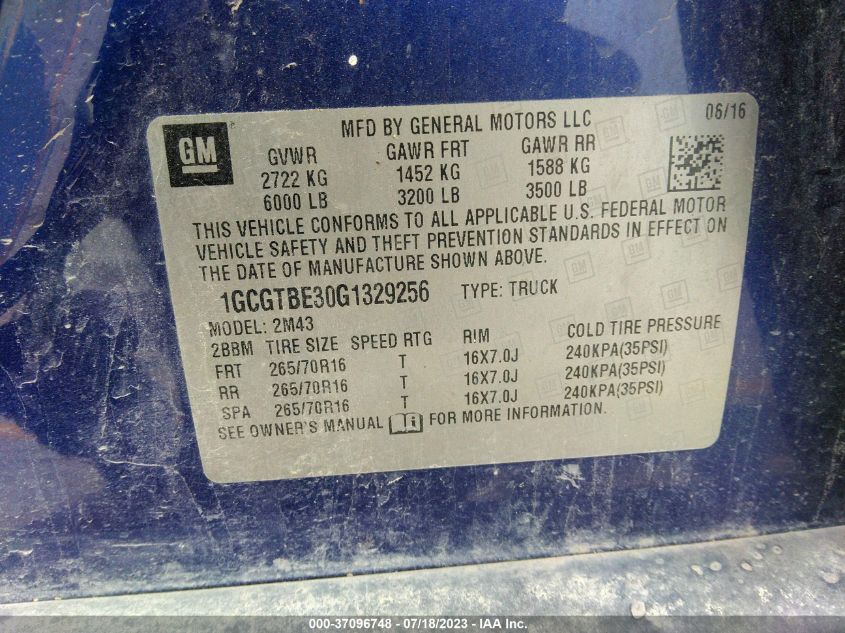 GM
MFD BY GENERAL MOTORS LLC
06/16
GVWR GAWR FRT GAWR RR
2722 KG 1452 KG 1588 KG
6000 LB 3200 LB 3500 LB
THIS VEHICLE CONFORMS TO ALL APPLICABLE U.S. FEDERAL MOTOR
VEHICLE SAFETY AND THEFT PREVENTION STANDARDS IN EFFECT ON
THE DATE OF MANUFACTURE SHOWN ABOVE.
1GCGTBE30G1329256 TYPE: TRUCK
MODEL: 2M43
2BBM TIRE SIZE SPEED RTG RIM COLD TIRE PRESSURE
FRT 265/70R16 T 16X7.0J 240KPA(35PSI)
RR 265/70R16 T 16X7.0J 240KPA(35PSI)
SPA 265/70R16 T 16X7.0J 240KPA(35PSI)
SEE OWNER'S MANUAL FOR MORE INFORMATION.
000-37096748 - 07/18/2023 - IAA Inc.